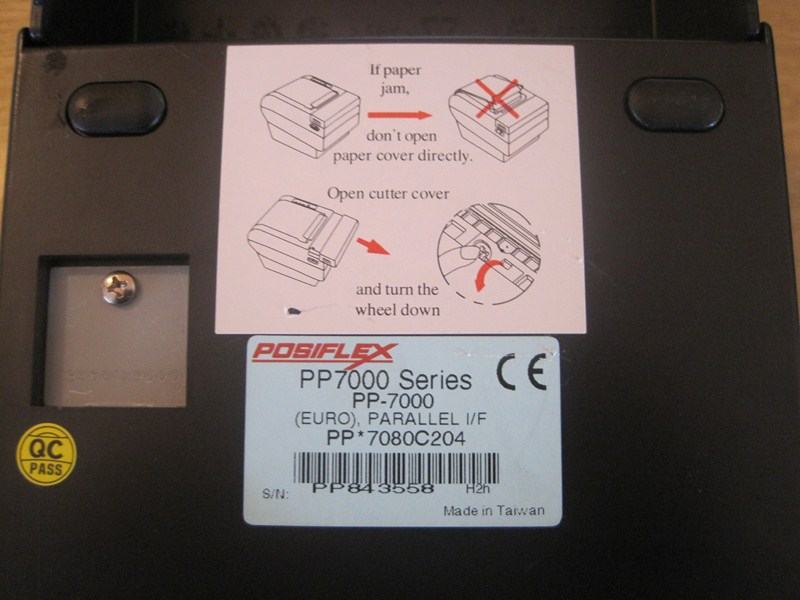 If paper
jam,
don't open
paper cover directly.
Open cutter cover
and turn the
wheel down
POSIFLEX
PP7000 Series
CE
PP-7000
(EURO), PARALLEL I/F
PP*7080C204
S/N: PP843558 H2h
Made in Taiwan
QC
PASS